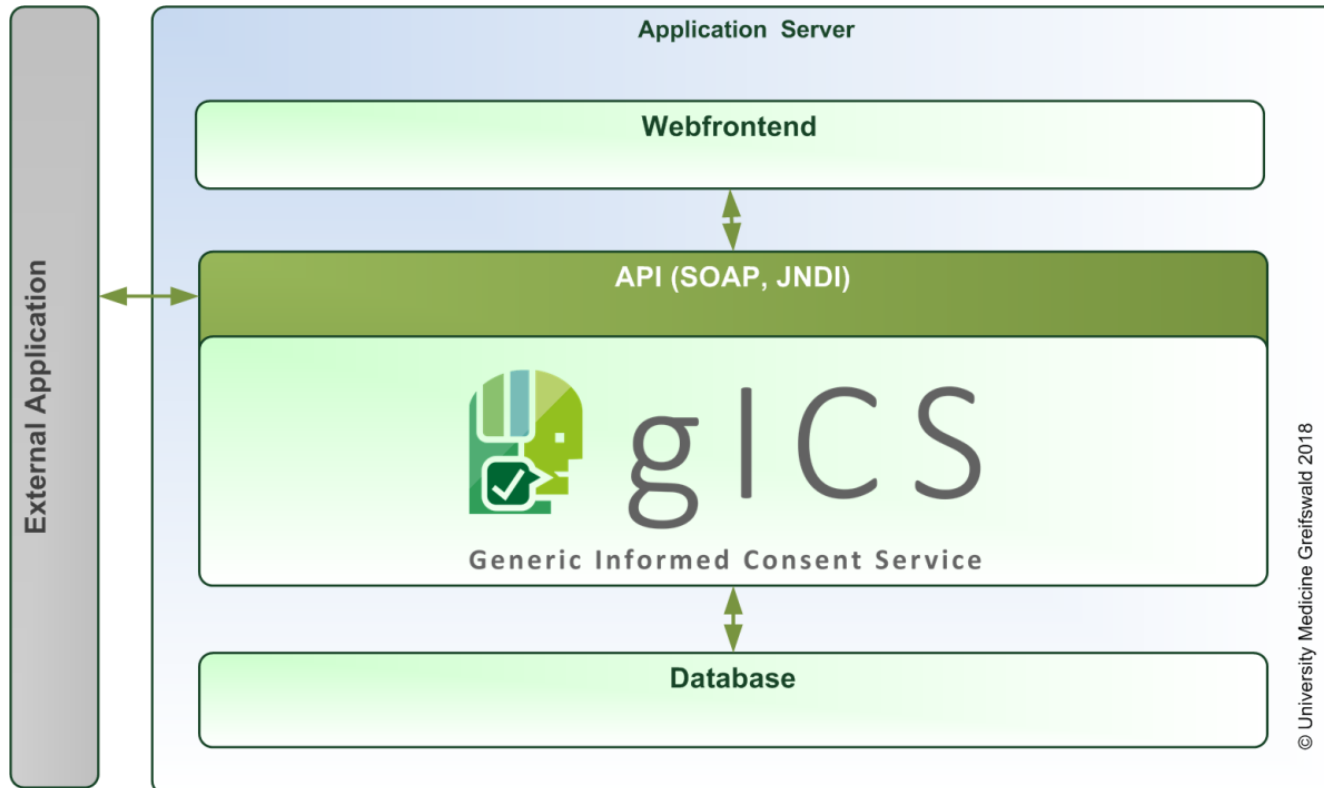 Application Server
Webfrontend
API (SOAP, JNDI)
External Application
gICS
Generic Informed Consent Service
Database
© University Medicine Greifswald 2018